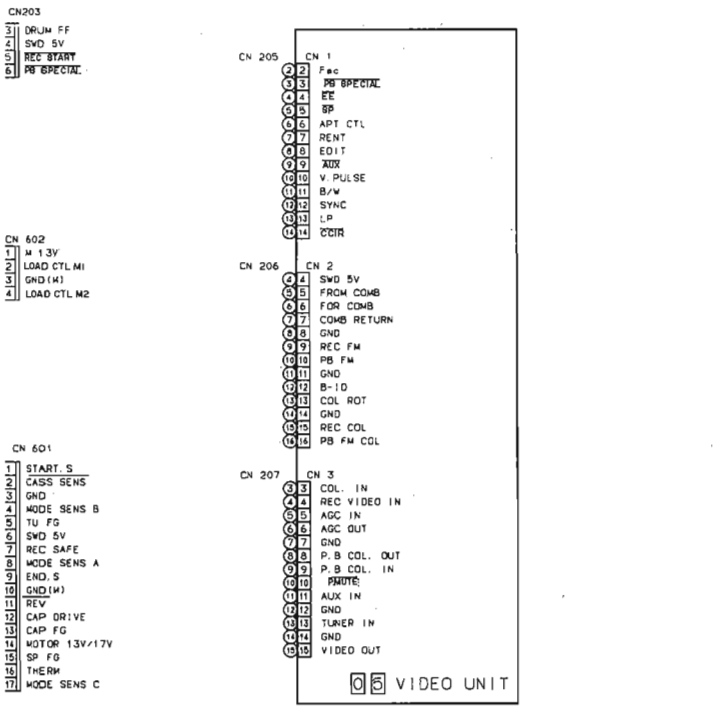 CN203
3 DRUM FF
4 SWD 5V
5 REC START
6 PB SPECIAL
CN 602
1 M 13V
2 LOAD CTL M1
3 GND(M)
4 LOAD CTL M2
CN 601
1 START.S
2 CASS SENS
3 GND
4 MODE SENS B
5 TU FG
6 SWD 5V
7 REC SAFE
8 MODE SENS A
9 END.S
10 GND(M)
11 REV
12 CAP DRIVE
13 CAP FG
14 MOTOR 13V/17V
15 SP FG
16 THERM
17 MODE SENS C
CN 205 CN 1
2 2 Fsc
3 3 PB SPECIAL
4 4 EE
5 5 SP
6 6 APT CTL
7 7 RENT
8 8 EDIT
9 9 AUX
10 10 V.PULSE
11 11 B/W
12 12 SYNC
13 13 LP
14 14 CCIR
CN 206 CN 2
4 4 SWD 5V
5 5 FROM COMB
6 6 FOR COMB
7 7 COMB RETURN
8 8 GND
9 9 REC FM
10 10 PB FM
11 11 GND
12 12 B-ID
13 13 COL ROT
14 14 GND
15 15 REC COL
16 16 PB FM COL
CN 207 CN 3
3 3 COL. IN
4 4 REC VIDEO IN
5 5 AGC IN
6 6 AGC OUT
7 7 GND
8 8 P.B COL. OUT
9 9 P.B COL. IN
10 10 PMUTE
11 11 AUX IN
12 12 GND
13 13 TUNER IN
14 14 GND
15 15 VIDEO OUT
05 VIDEO UNIT